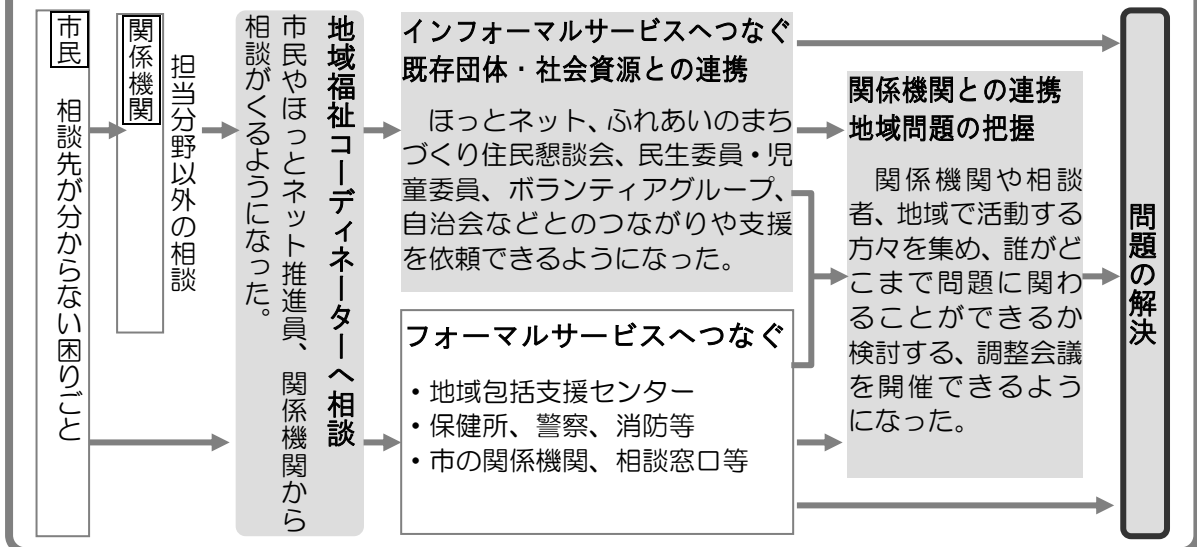 市民
相談先が分からない困りごと
関係機関
担当分野以外の相談
地域福祉コーディネーターへ相談
市民やほっとネット推進員、関係機関から
相談がくるようになった。
インフォーマルサービスへつなぐ
既存団体・社会資源との連携
ほっとネット、ふれあいのまち
づくり住民懇談会、民生委員・児
童委員、ボランティアグループ、
自治会などとのつながりや支援
を依頼できるようになった。
フォーマルサービスへつなぐ
・地域包括支援センター
・保健所、警察、消防等
・市の関係機関、相談窓口等
関係機関との連携
地域問題の把握
関係機関や相談
者、地域で活動する
方々を集め、誰がど
こまで問題に関わ
ることができるか
検討する、調整会議
を開催できるよう
になった。
問題の解決